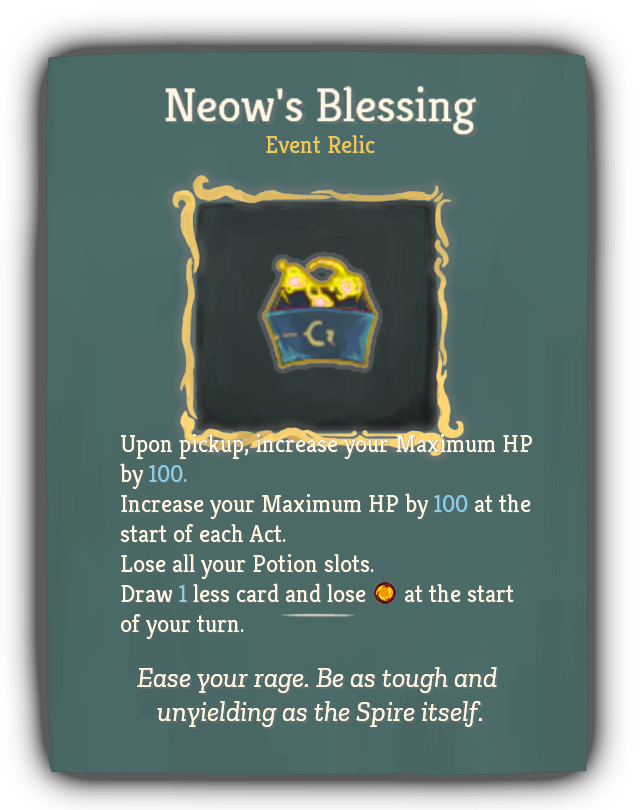 Neow's Blessing
Event Relic
Upon pickup, increase your Maximum HP
by 100.
Increase your Maximum HP by 100 at the
start of each Act.
Lose all your Potion slots.
Draw 1 less card and lose at the start
of your turn.
Ease your rage. Be as tough and
unyielding as the Spire itself.